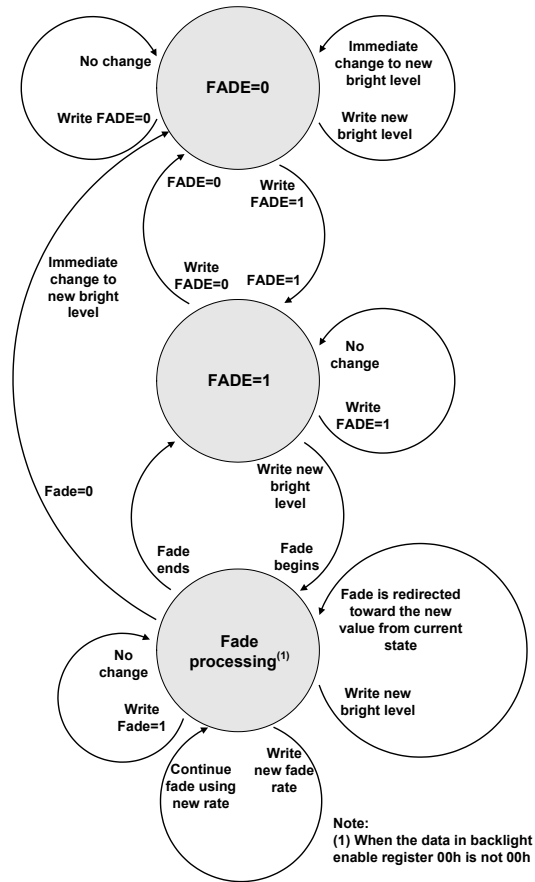 No change
Write FADE=0
FADE=0
Immediate
change to new
bright level
Write new
bright level
FADE=0
Write
FADE=1
Immediate
change to
new bright
level
Write
FADE=0
FADE=1
FADE=1
No
change
Write
FADE=1
Write new
bright
level
Fade=0
Fade
ends
Fade
begins
Fade is redirected
toward the new
value from current
state
Fade
processing(1)
No
change
Write
Fade=1
Write new
bright level
Continue
fade using
new rate
Write
new fade
rate
Note:
(1) When the data in backlight
enable register 00h is not 00h